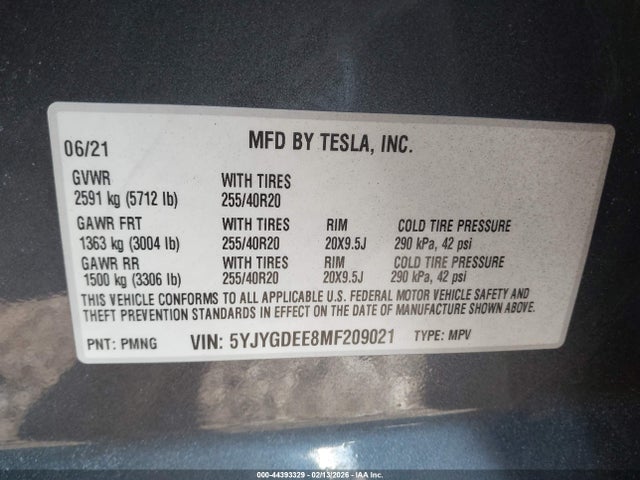 06/21 MFD BY TESLA, INC.
GVWR WITH TIRES
2591 kg (5712 lb) 255/40R20
GAWR FRT WITH TIRES RIM COLD TIRE PRESSURE
1363 kg (3004 lb) 255/40R20 20X9.5J 290 kPa, 42 psi
GAWR RR WITH TIRES RIM COLD TIRE PRESSURE
1500 kg (3306 lb) 255/40R20 20X9.5J 290 kPa, 42 psi
THIS VEHICLE CONFORMS TO ALL APPLICABLE U.S. FEDERAL MOTOR VEHICLE SAFETY AND
THEFT PREVENTION STANDARDS IN EFFECT ON THE DATE OF MANUFACTURE SHOWN ABOVE.
PNT: PMNG VIN: 5YJYGDEE8MF209021 TYPE: MPV
000-44393329 - 02/13/2026 - IAA Inc.